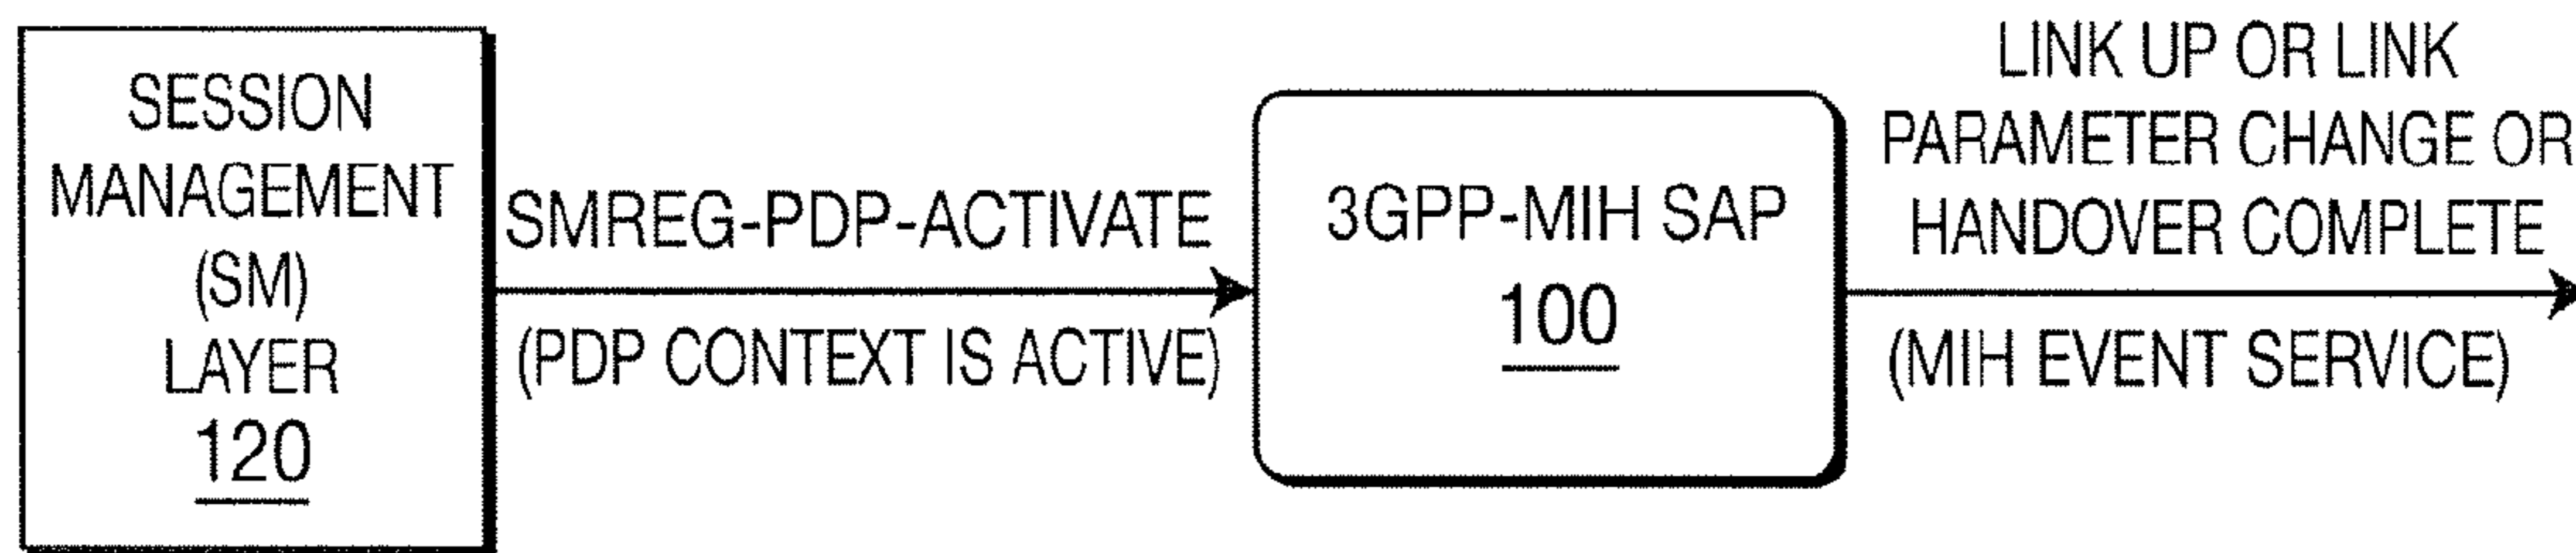 SESSION
MANAGEMENT
(SM)
LAYER
120
SMREG-PDP-ACTIVATE
(PDP CONTEXT IS ACTIVE)
3GPP-MIH SAP
100
LINK UP OR LINK
PARAMETER CHANGE OR
HANDOVER COMPLETE
(MIH EVENT SERVICE)